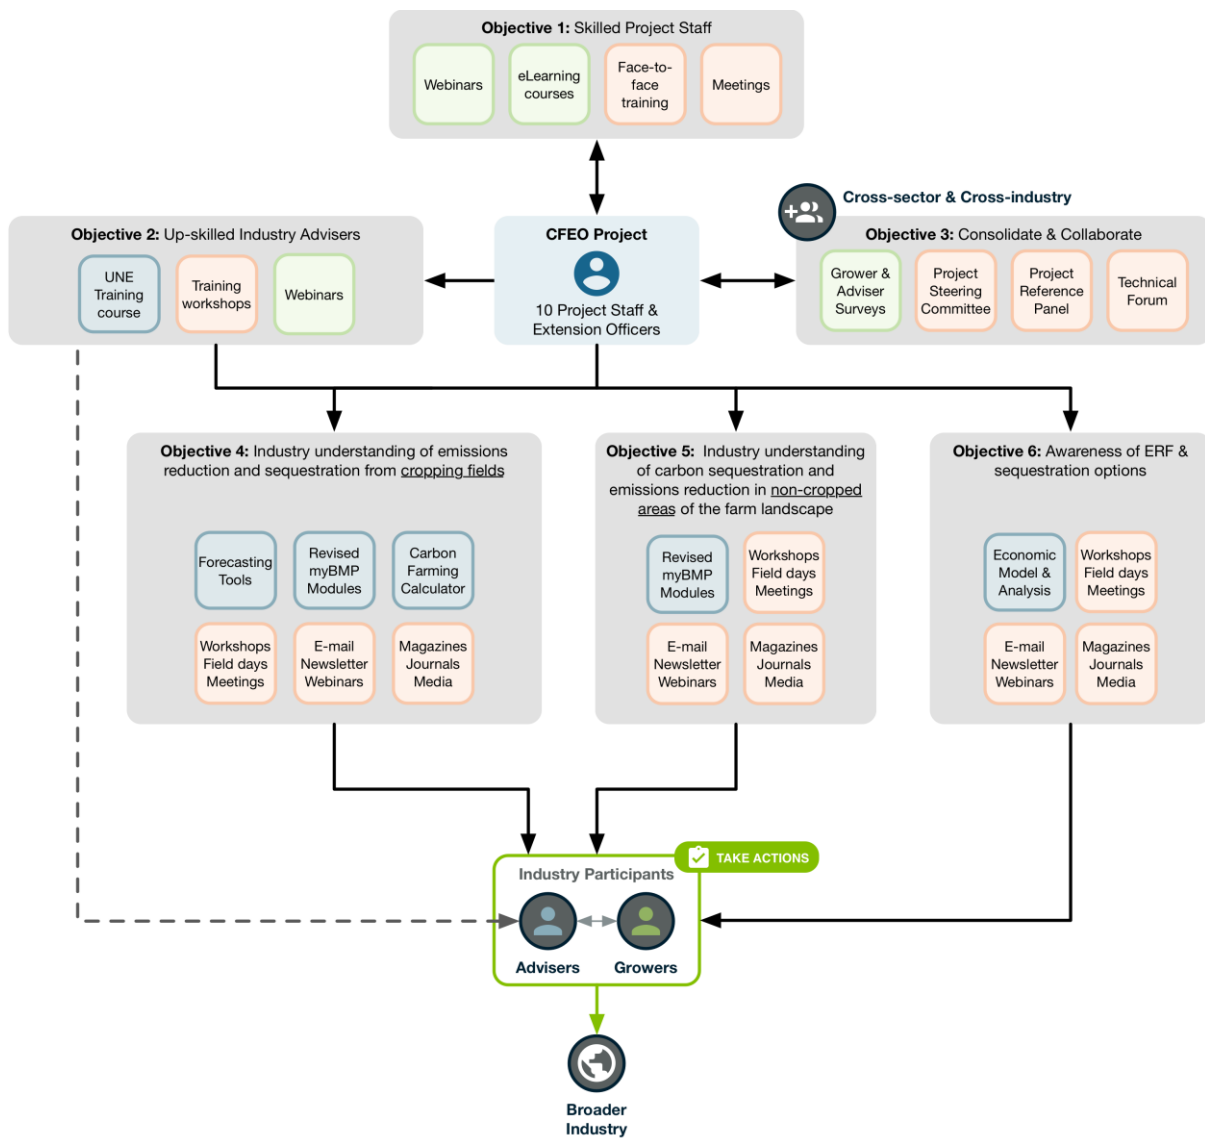 Objective 1: Skilled Project Staff
Webinars
eLearning
courses
Face-to-
face
training
Meetings
Cross-sector & Cross-industry
Objective 2: Up-skilled Industry Advisers
UNE
Training
course
Training
workshops
Webinars
CFEO Project
10 Project Staff &
Extension Officers
Objective 3: Consolidate & Collaborate
Grower &
Adviser
Surveys
Project
Steering
Committee
Project
Reference
Panel
Technical
Forum
Objective 4: Industry understanding of emissions
reduction and sequestration from cropping fields
Forecasting
Tools
Revised
myBMP
Modules
Carbon
Farming
Calculator
Workshops
Field days
Meetings
E-mail
Newsletter
Webinars
Magazines
Journals
Media
Objective 5: Industry understanding
of carbon sequestration and
emissions reduction in non-cropped
areas of the farm landscape
Revised
myBMP
Modules
Workshops
Field days
Meetings
E-mail
Newsletter
Webinars
Magazines
Journals
Media
Objective 6: Awareness of ERF &
sequestration options
Economic
Model &
Analysis
Workshops
Field days
Meetings
E-mail
Newsletter
Webinars
Magazines
Journals
Media
TAKE ACTIONS
Industry Participants
Advisers
Growers
Broader
Industry